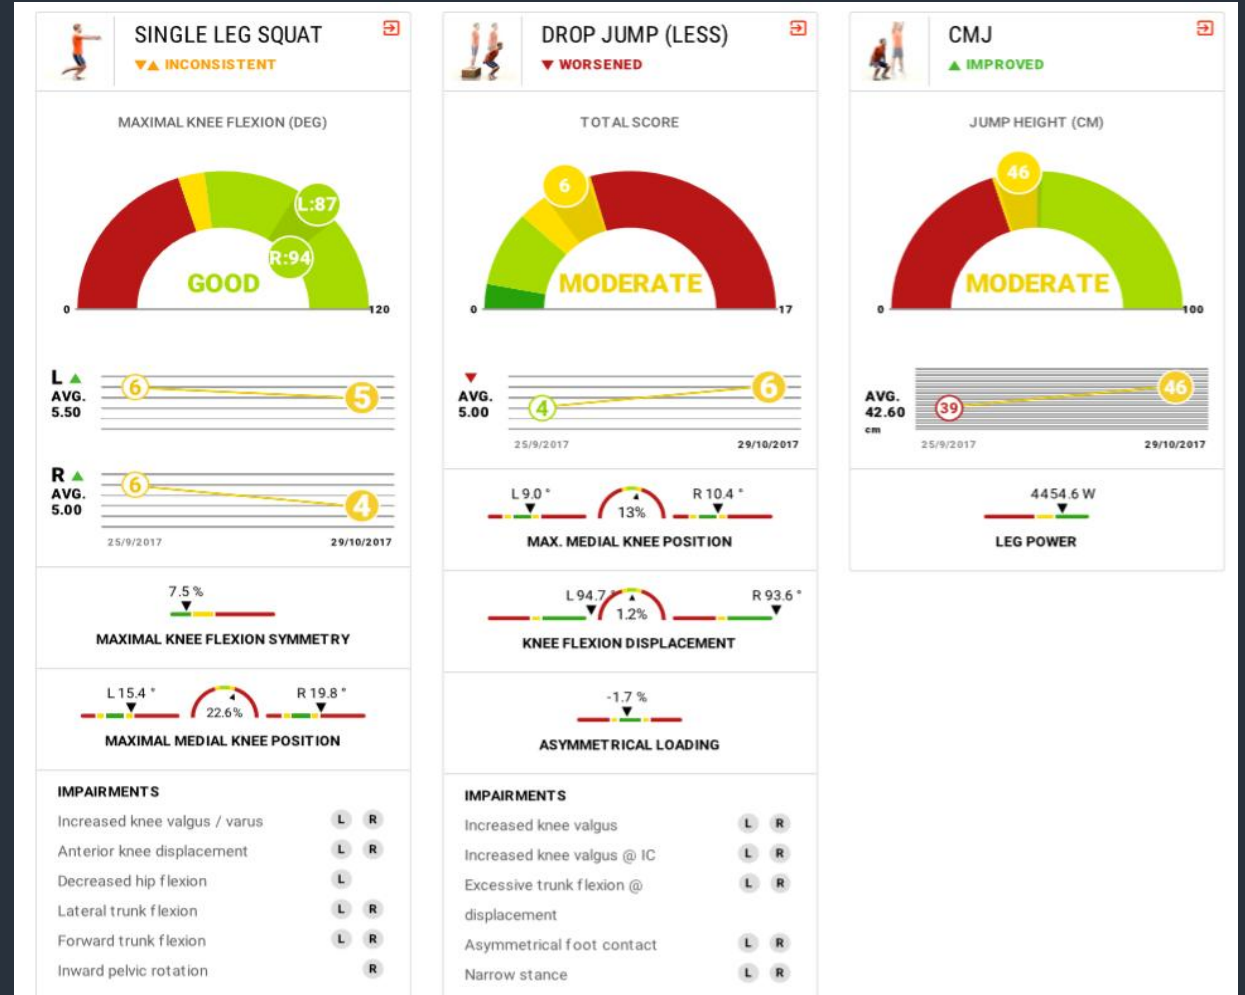 SINGLE LEG SQUAT
▼▲ INCONSISTENT
MAXIMAL KNEE FLEXION (DEG)
L:87
R:94
GOOD
0
120
L ▲
AVG.
5.50
6
5
R ▲
AVG.
5.00
6
4
25/9/2017
29/10/2017
7.5 %
MAXIMAL KNEE FLEXION SYMMETRY
L 15.4 °
22.6%
R 19.8 °
MAXIMAL MEDIAL KNEE POSITION
IMPAIRMENTS
Increased knee valgus / varus L R
Anterior knee displacement L R
Decreased hip flexion L
Lateral trunk flexion L R
Forward trunk flexion L R
Inward pelvic rotation R
DROP JUMP (LESS)
▼ WORSENED
TOTAL SCORE
6
MODERATE
0
17
▼
AVG.
5.00
4
6
25/9/2017
29/10/2017
L 9.0 °
13%
R 10.4 °
MAX. MEDIAL KNEE POSITION
L 94.7 °
1.2%
R 93.6 °
KNEE FLEXION DISPLACEMENT
-1.7 %
ASYMMETRICAL LOADING
IMPAIRMENTS
Increased knee valgus L R
Increased knee valgus @ IC L R
Excessive trunk flexion @ L R
displacement
Asymmetrical foot contact L R
Narrow stance L R
CMJ
▲ IMPROVED
JUMP HEIGHT (CM)
46
MODERATE
0
100
AVG.
42.60
cm
39
46
25/9/2017
29/10/2017
4454.6 W
LEG POWER